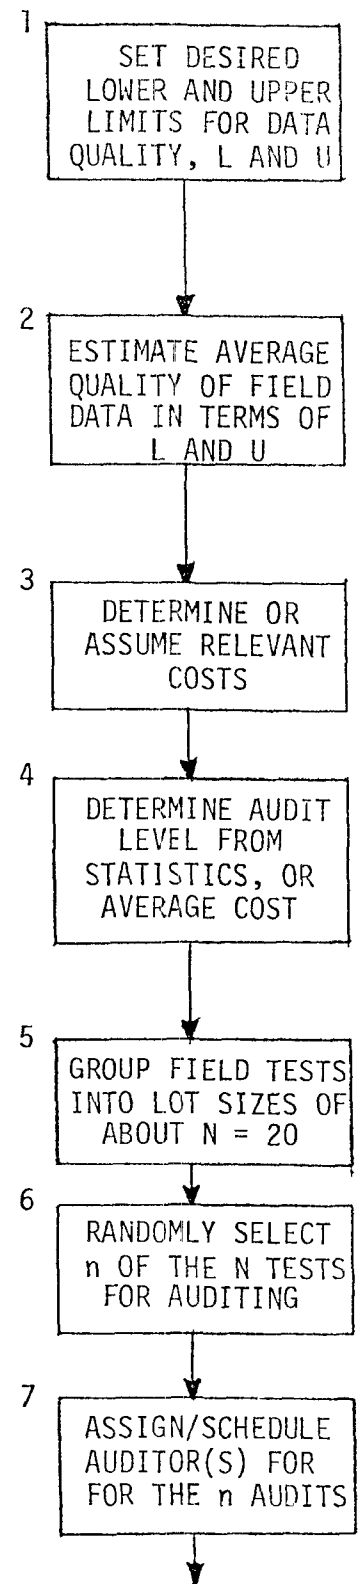 1
SET DESIRED
LOWER AND UPPER
LIMITS FOR DATA
QUALITY, L AND U
2
ESTIMATE AVERAGE
QUALITY OF FIELD
DATA IN TERMS OF
L AND U
3
DETERMINE OR
ASSUME RELEVANT
COSTS
4
DETERMINE AUDIT
LEVEL FROM
STATISTICS, OR
AVERAGE COST
5
GROUP FIELD TESTS
INTO LOT SIZES OF
ABOUT N = 20
6
RANDOMLY SELECT
n OF THE N TESTS
FOR AUDITING
7
ASSIGN/SCHEDULE
AUDITOR(S) FOR
FOR THE n AUDITS